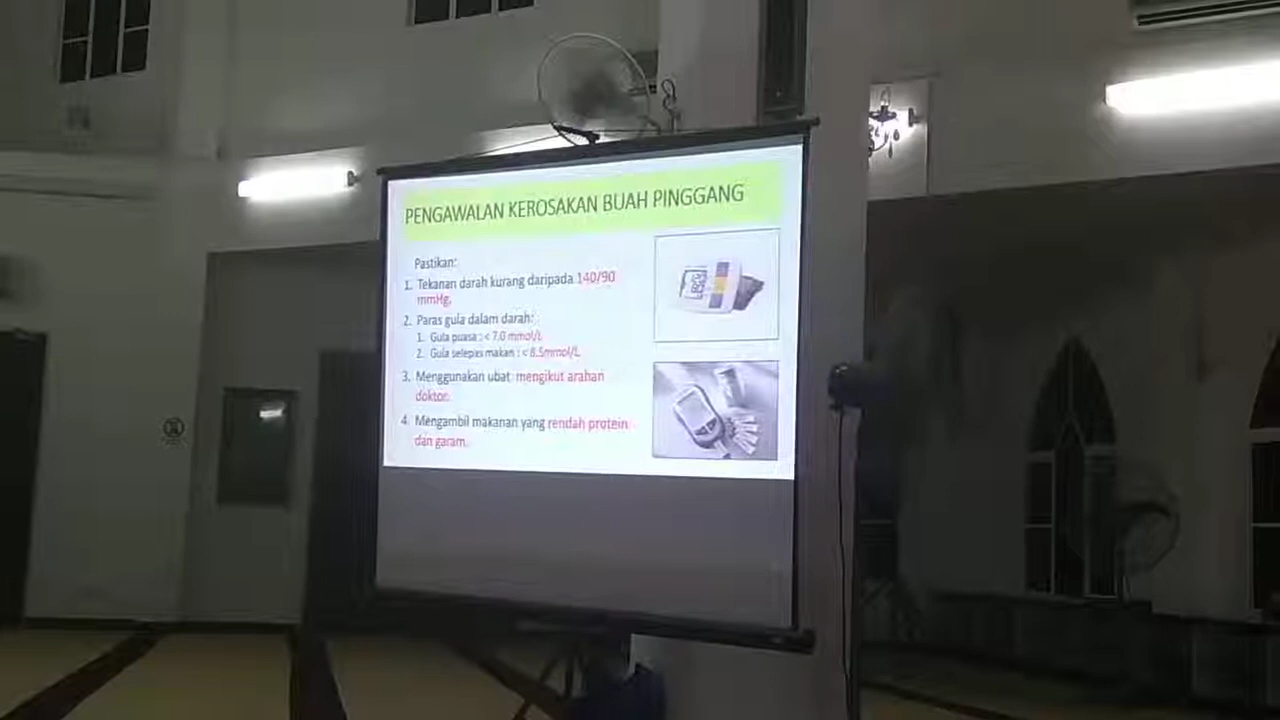 PENGAWALAN KEROSAKAN BUAH PINGGANG
Pastikan:
1. Tekanan darah kurang daripada 140/90
mmHg.
2. Paras gula dalam darah:
1. Gula puasa : < 7.0 mmol/L
2. Gula selepas makan : < 8.5mmol/L
3. Menggunakan ubat mengikut arahan
doktor.
4. Mengambil makanan yang rendah protein
dan garam.